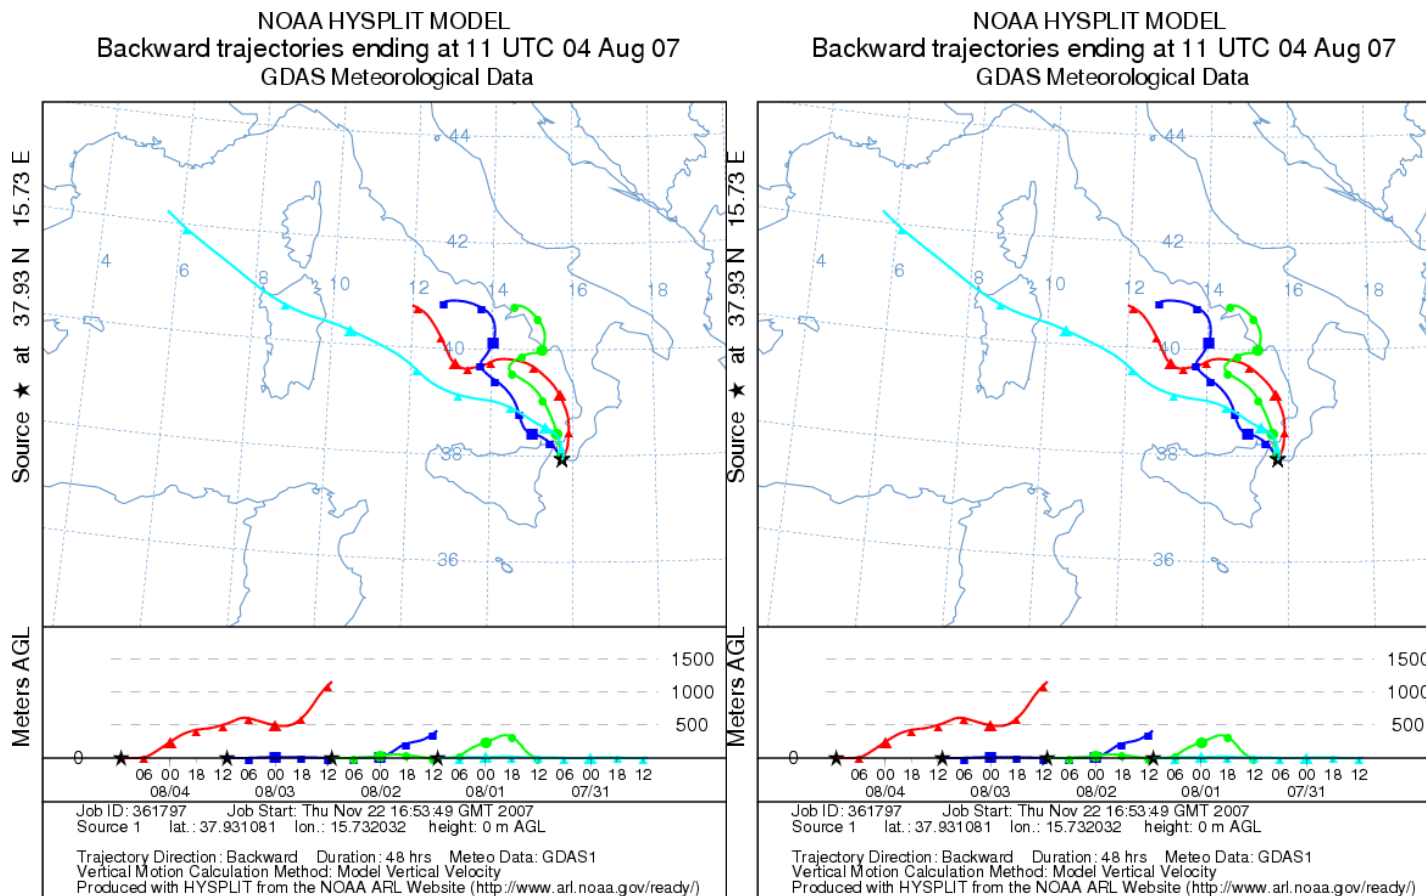 NOAA HYSPLIT MODEL
Backward trajectories ending at 11 UTC 04 Aug 07
GDAS Meteorological Data
Source ★ at 37.93 N 15.73 E
44
42
4
6
8
10
12
14
16
18
40
38
36
Meters AGL
1500
1000
500
0
06 00 18 12 06 00 18 12 06 00 18 12 06 00 18 12 06 00 18 12
08/04 08/03 08/02 08/01 07/31
Job ID: 361797 Job Start: Thu Nov 22 16:53:49 GMT 2007
Source 1 lat.: 37.931081 lon.: 15.732032 height: 0 m AGL
Trajectory Direction: Backward Duration: 48 hrs Meteo Data: GDAS1
Vertical Motion Calculation Method: Model Vertical Velocity
Produced with HYSPLIT from the NOAA ARL Website (http://www.arl.noaa.gov/ready/)
NOAA HYSPLIT MODEL
Backward trajectories ending at 11 UTC 04 Aug 07
GDAS Meteorological Data
Source ★ at 37.93 N 15.73 E
44
42
4
6
8
10
12
14
16
18
40
38
36
Meters AGL
1500
1000
500
0
06 00 18 12 06 00 18 12 06 00 18 12 06 00 18 12 06 00 18 12
08/04 08/03 08/02 08/01 07/31
Job ID: 361797 Job Start: Thu Nov 22 16:53:49 GMT 2007
Source 1 lat.: 37.931081 lon.: 15.732032 height: 0 m AGL
Trajectory Direction: Backward Duration: 48 hrs Meteo Data: GDAS1
Vertical Motion Calculation Method: Model Vertical Velocity
Produced with HYSPLIT from the NOAA ARL Website (http://www.arl.noaa.gov/ready/)